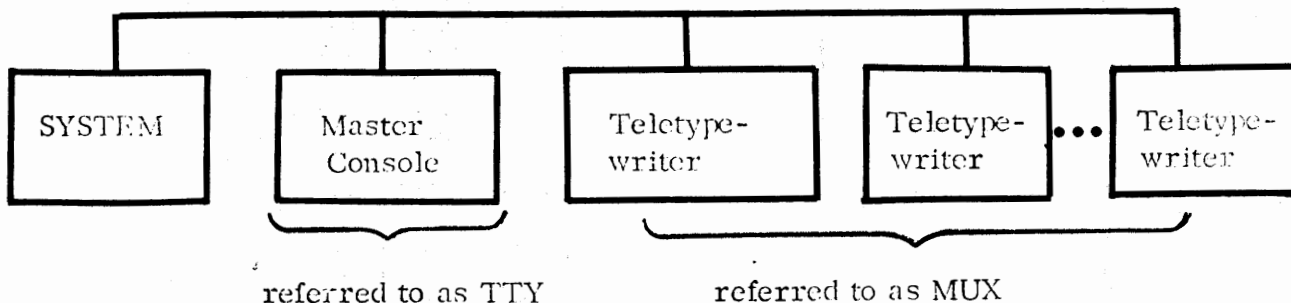 SYSTEM
Master
Console
Teletype-
writer
Teletype-
writer
Teletype-
writer
referred to as TTY
referred to as MUX